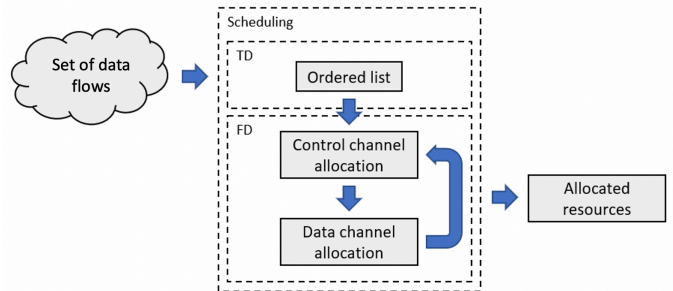 Scheduling
Set of data
flows
TD
Ordered list
FD
Control channel
allocation
Data channel
allocation
Allocated
resources